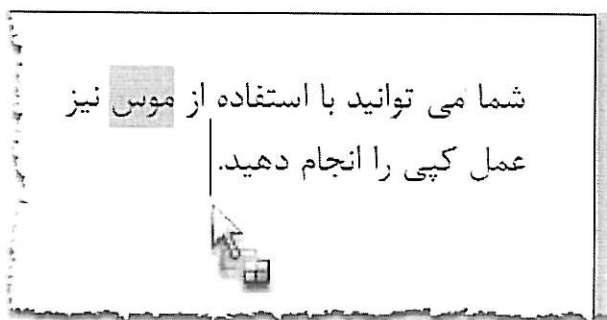 شما می توانید با استفاده از موس نیز
عمل کپی را انجام دهید.